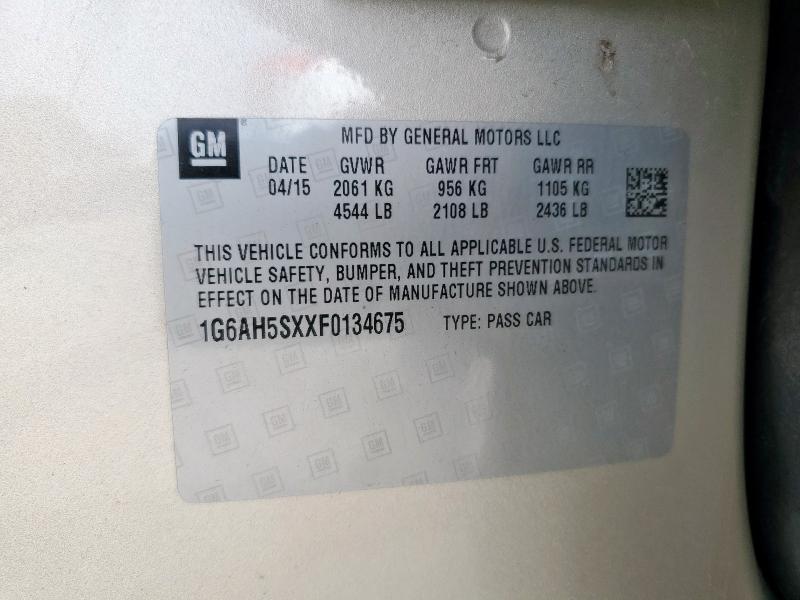 GM
MFD BY GENERAL MOTORS LLC
DATE GVWR GAWR FRT GAWR RR
04/15 2061 KG 956 KG 1105 KG
4544 LB 2108 LB 2436 LB
THIS VEHICLE CONFORMS TO ALL APPLICABLE U.S. FEDERAL MOTOR
VEHICLE SAFETY, BUMPER, AND THEFT PREVENTION STANDARDS IN
EFFECT ON THE DATE OF MANUFACTURE SHOWN ABOVE.
1G6AH5SXXF0134675 TYPE: PASS CAR